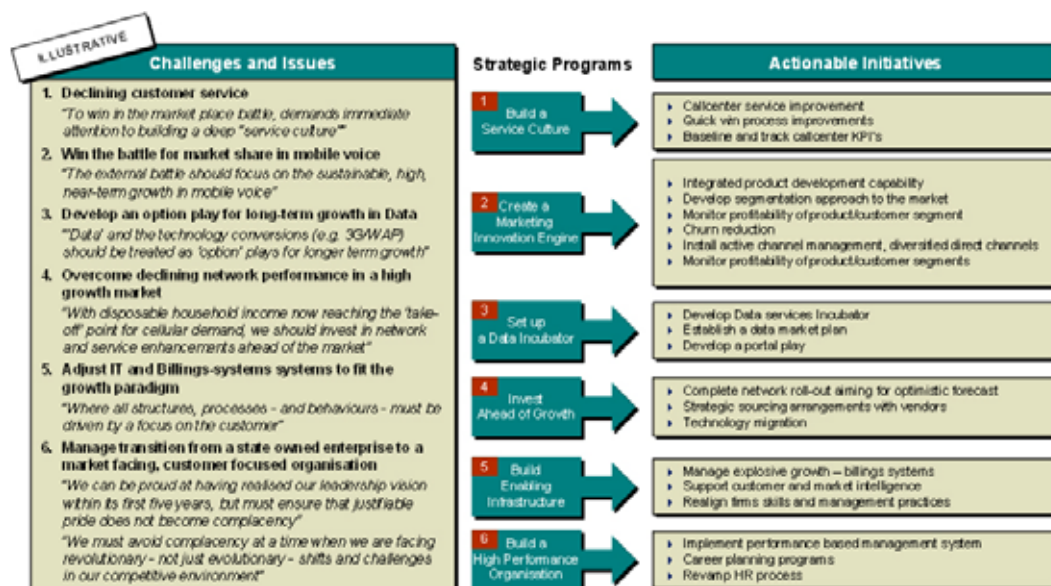 ILLUSTRATIVE
Challenges and Issues
1. Declining customer service
"To win in the market place battle, demands immediate
attention to building a deep "service culture""
2. Win the battle for market share in mobile voice
"The external battle should focus on the sustainable, high,
near-term growth in mobile voice"
3. Develop an option play for long-term growth in Data
"'Data' and the technology conversions (e.g. 3G/WAP)
should be treated as 'option' plays for longer term growth"
4. Overcome declining network performance in a high
growth market
"With disposable household income now reaching the 'take-
off' point for cellular demand, we should invest in network
and service enhancements ahead of the market"
5. Adjust IT and Billings-systems systems to fit the
growth paradigm
"Where all structures, processes - and behaviours - must be
driven by a focus on the customer"
6. Manage transition from a state owned enterprise to a
market facing, customer focused organisation
"We can be proud at having realised our leadership vision
within its first five years, but must ensure that justifiable
pride does not become complacency"
"We must avoid complacency at a time when we are facing
revolutionary - not just evolutionary - shifts and challenges
in our competitive environment"
Strategic Programs
1
Build a
Service Culture
2
Create a
Marketing
Innovation Engine
3
Set up
a Data Incubator
4
Invest
Ahead of Growth
5
Build
Enabling
Infrastructure
6
Build a
High Performance
Organisation
Actionable Initiatives
Callcenter service improvement
Quick win process improvements
Baseline and track callcenter KPI's
Integrated product development capability
Develop segmentation approach to the market
Monitor profitability of product/customer segment
Churn reduction
Install active channel management, diversified direct channels
Monitor profitability of product/customer segments
Develop Data services Incubator
Establish a data market plan
Develop a portal play
Complete network roll-out aiming for optimistic forecast
Strategic sourcing arrangements with vendors
Technology migration
Manage explosive growth – billings systems
Support customer and market intelligence
Realign firms skills and management practices
Implement performance based management system
Career planning programs
Revamp HR process